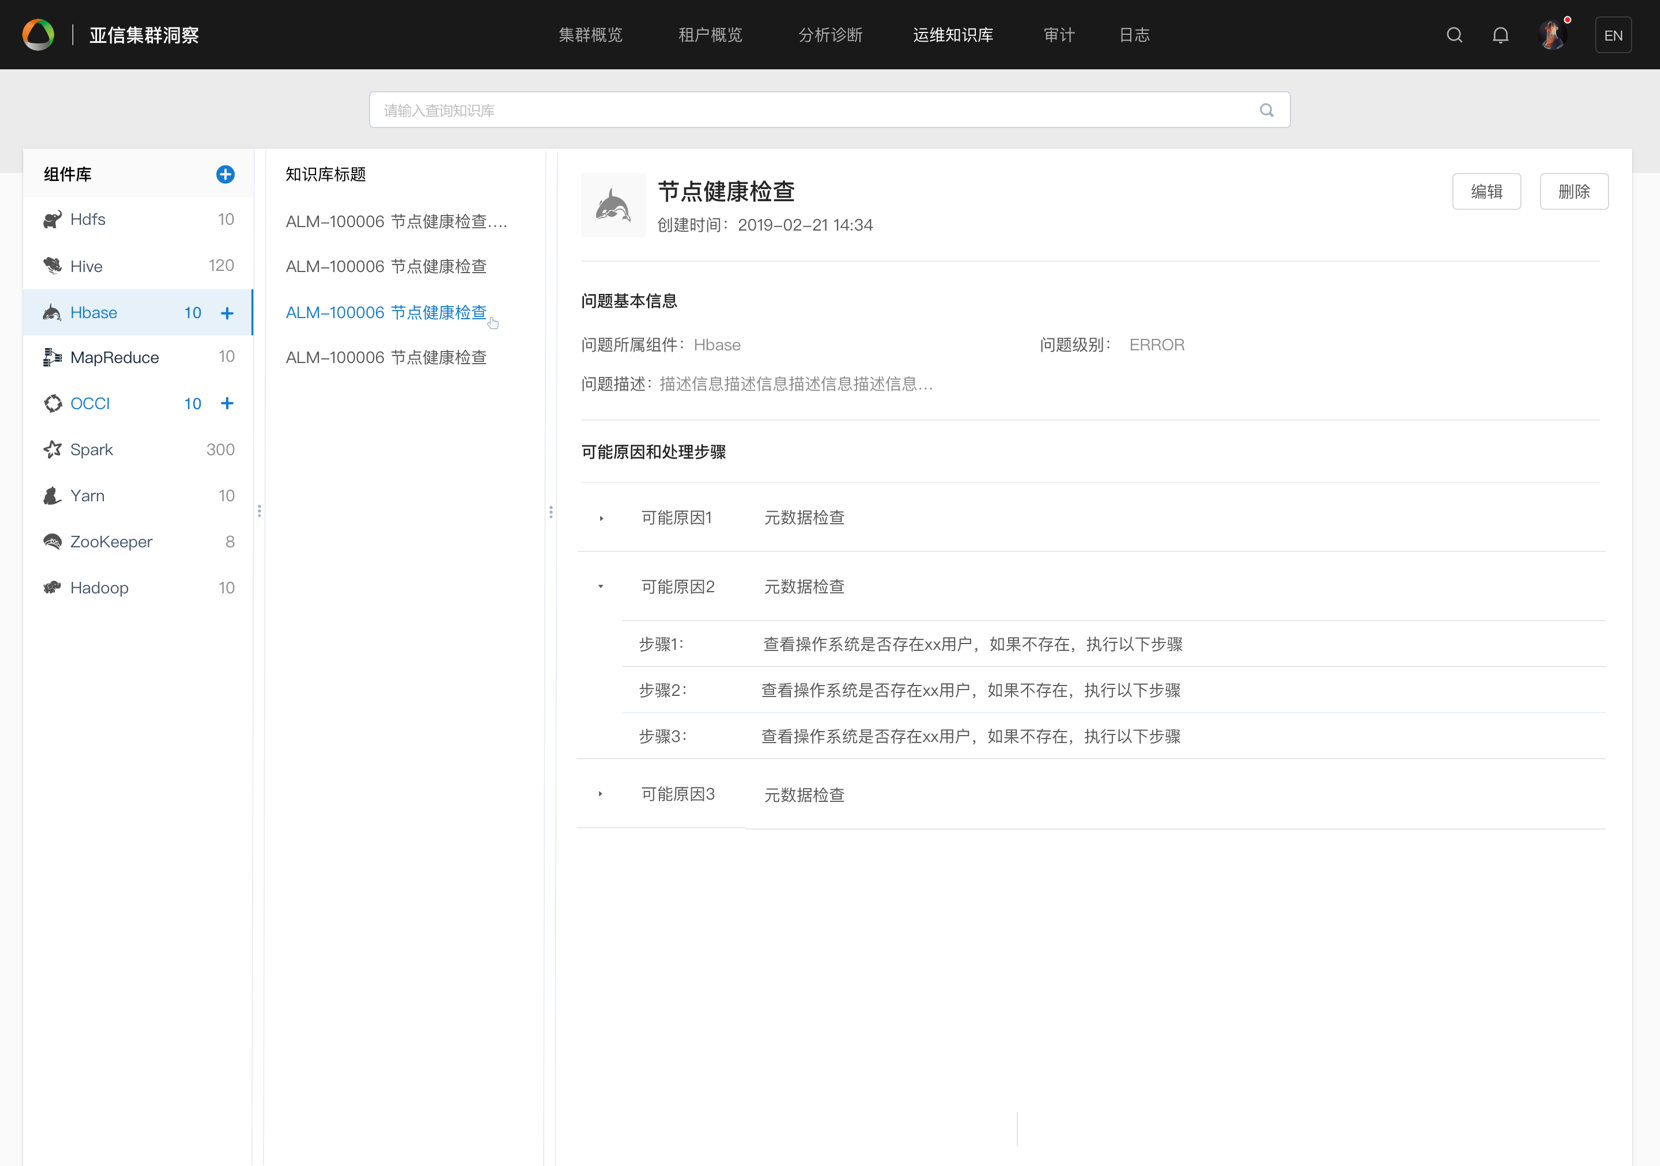 亚信集群洞察
集群概览 租户概览 分析诊断 运维知识库 审计 日志
EN
请输入查询知识库
组件库
Hdfs 10
Hive 120
Hbase 10 +
MapReduce 10
OCCI 10 +
Spark 300
Yarn 10
ZooKeeper 8
Hadoop 10
知识库标题
ALM-100006 节点健康检查....
ALM-100006 节点健康检查
ALM-100006 节点健康检查
ALM-100006 节点健康检查
节点健康检查
创建时间：2019-02-21 14:34
编辑 删除
问题基本信息
问题所属组件：Hbase 问题级别： ERROR
问题描述：描述信息描述信息描述信息描述信息...
可能原因和处理步骤
可能原因1 元数据检查
可能原因2 元数据检查
步骤1： 查看操作系统是否存在xx用户，如果不存在，执行以下步骤
步骤2： 查看操作系统是否存在xx用户，如果不存在，执行以下步骤
步骤3： 查看操作系统是否存在xx用户，如果不存在，执行以下步骤
可能原因3 元数据检查